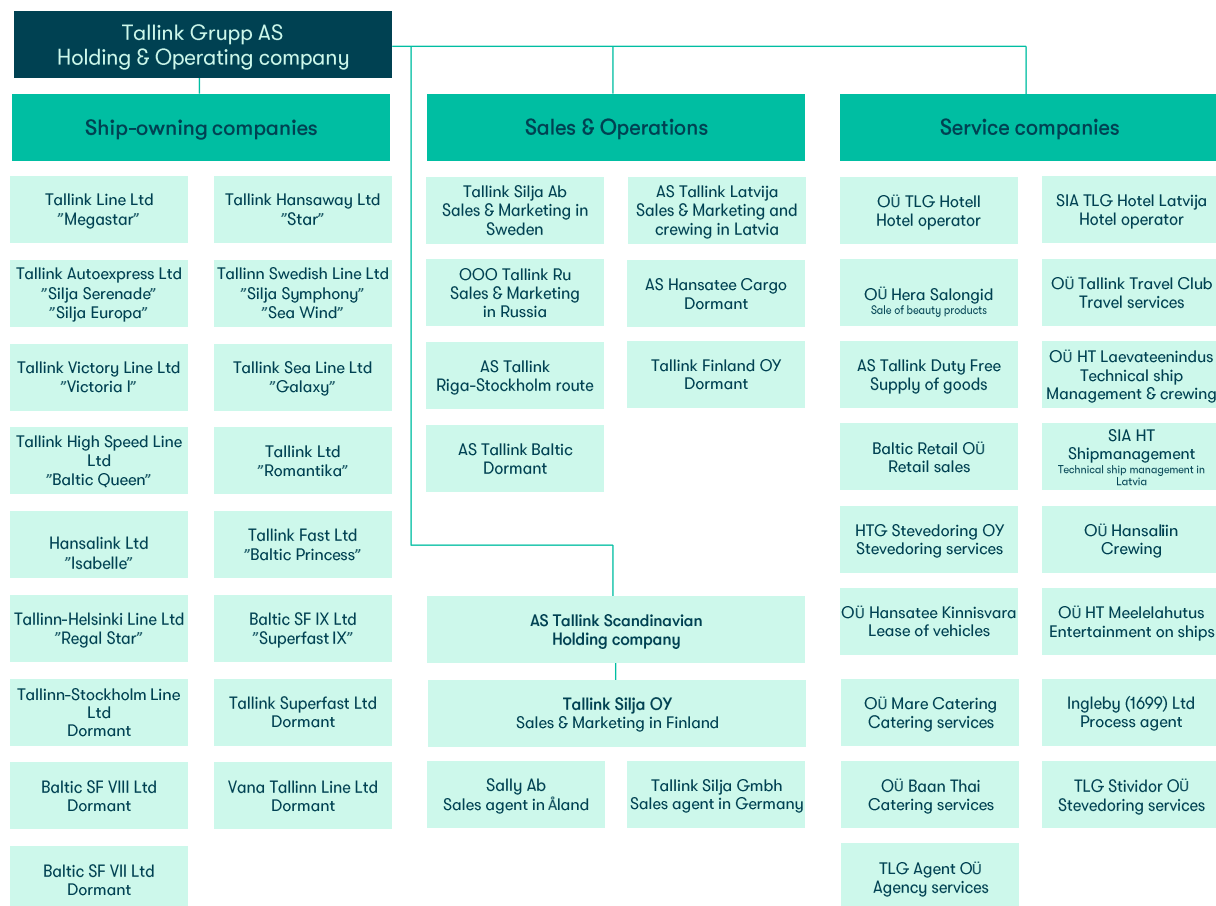 Tallink Grupp AS
Holding & Operating company
Ship-owning companies
Tallink Line Ltd
"Megastar"
Tallink Hansaway Ltd
"Star"
Tallink Autoexpress Ltd
"Silja Serenade"
"Silja Europa"
Tallinn Swedish Line Ltd
"Silja Symphony"
"Sea Wind"
Tallink Victory Line Ltd
"Victoria I"
Tallink Sea Line Ltd
"Galaxy"
Tallink High Speed Line
Ltd
"Baltic Queen"
Tallink Ltd
"Romantika"
Hansalink Ltd
"Isabelle"
Tallink Fast Ltd
"Baltic Princess"
Tallinn-Helsinki Line Ltd
"Regal Star"
Baltic SF IX Ltd
"Superfast IX"
Tallinn-Stockholm Line
Ltd
Dormant
Tallink Superfast Ltd
Dormant
Baltic SF VIII Ltd
Dormant
Vana Tallinn Line Ltd
Dormant
Baltic SF VII Ltd
Dormant
Sales & Operations
Tallink Silja Ab
Sales & Marketing in
Sweden
AS Tallink Latvija
Sales & Marketing and
crewing in Latvia
OOO Tallink Ru
Sales & Marketing
in Russia
AS Hansatee Cargo
Dormant
AS Tallink
Riga-Stockholm route
Tallink Finland OY
Dormant
AS Tallink Baltic
Dormant
AS Tallink Scandinavian
Holding company
Tallink Silja OY
Sales & Marketing in Finland
Sally Ab
Sales agent in Åland
Tallink Silja Gmbh
Sales agent in Germany
Service companies
OÜ TLG Hotell
Hotel operator
SIA TLG Hotel Latvija
Hotel operator
OÜ Hera Salongid
Sale of beauty products
OÜ Tallink Travel Club
Travel services
AS Tallink Duty Free
Supply of goods
OÜ HT Laevateenindus
Technical ship
Management & crewing
Baltic Retail OÜ
Retail sales
SIA HT
Shipmanagement
Technical ship management in
Latvia
HTG Stevedoring OY
Stevedoring services
OÜ Hansaliin
Crewing
OÜ Hansatee Kinnisvara
Lease of vehicles
OÜ HT Meelelahutus
Entertainment on ships
OÜ Mare Catering
Catering services
Ingleby (1699) Ltd
Process agent
OÜ Baan Thai
Catering services
TLG Stividor OÜ
Stevedoring services
TLG Agent OÜ
Agency services